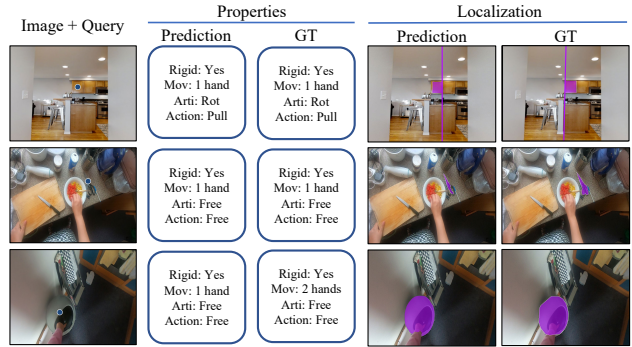 Image + Query
Properties
Localization
Prediction
GT
Prediction
GT
Rigid: Yes
Mov: 1 hand
Arti: Rot
Action: Pull
Rigid: Yes
Mov: 1 hand
Arti: Rot
Action: Pull
Rigid: Yes
Mov: 1 hand
Arti: Free
Action: Free
Rigid: Yes
Mov: 1 hand
Arti: Free
Action: Free
Rigid: Yes
Mov: 1 hand
Arti: Free
Action: Free
Rigid: Yes
Mov: 2 hands
Arti: Free
Action: Free